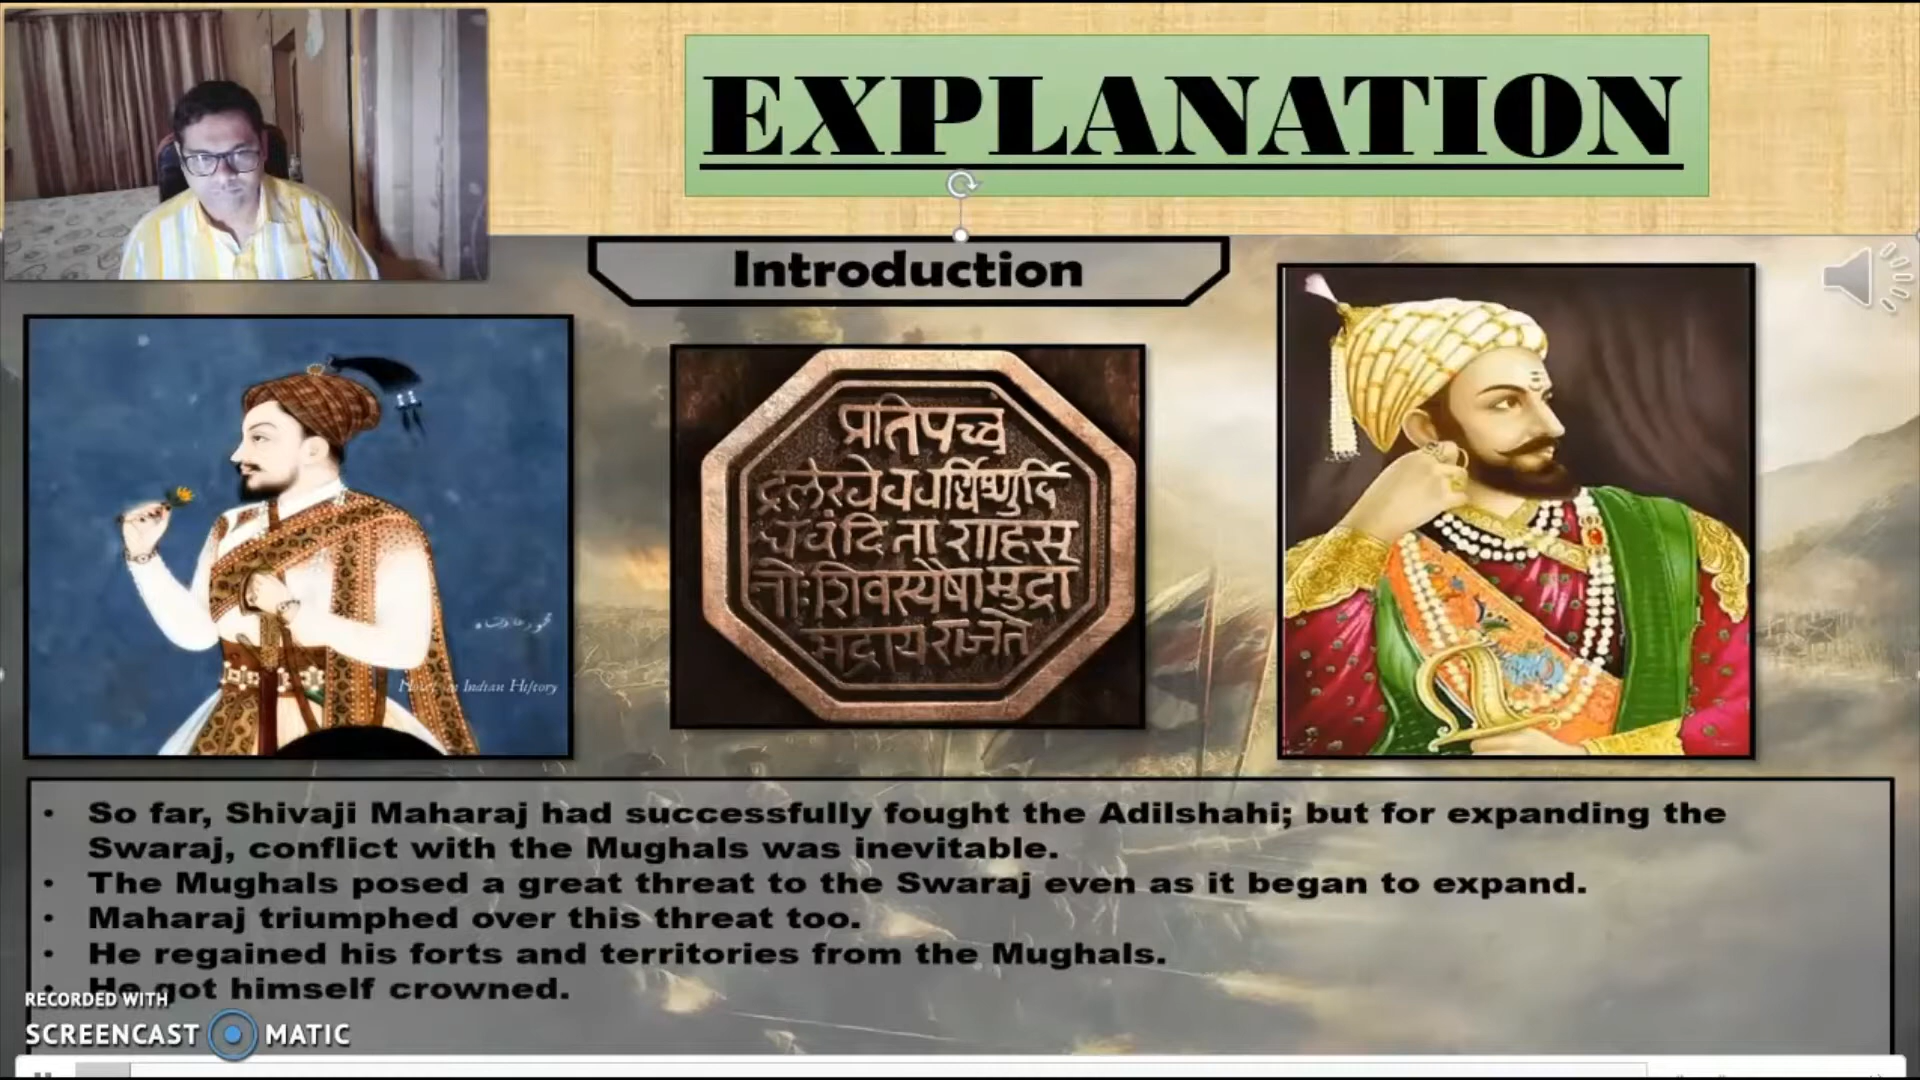 EXPLANATION
Introduction
प्रतिपच्च
द्रलेखेव वर्धिष्णुर्वि
श्ववंदिता शाहसू
नोः शिवस्यैषा मुद्रा
भद्राय राजते
Indian History
• So far, Shivaji Maharaj had successfully fought the Adilshahi; but for expanding the
Swaraj, conflict with the Mughals was inevitable.
• The Mughals posed a great threat to the Swaraj even as it began to expand.
• Maharaj triumphed over this threat too.
• He regained his forts and territories from the Mughals.
• He got himself crowned.
RECORDED WITH
SCREENCAST MATIC